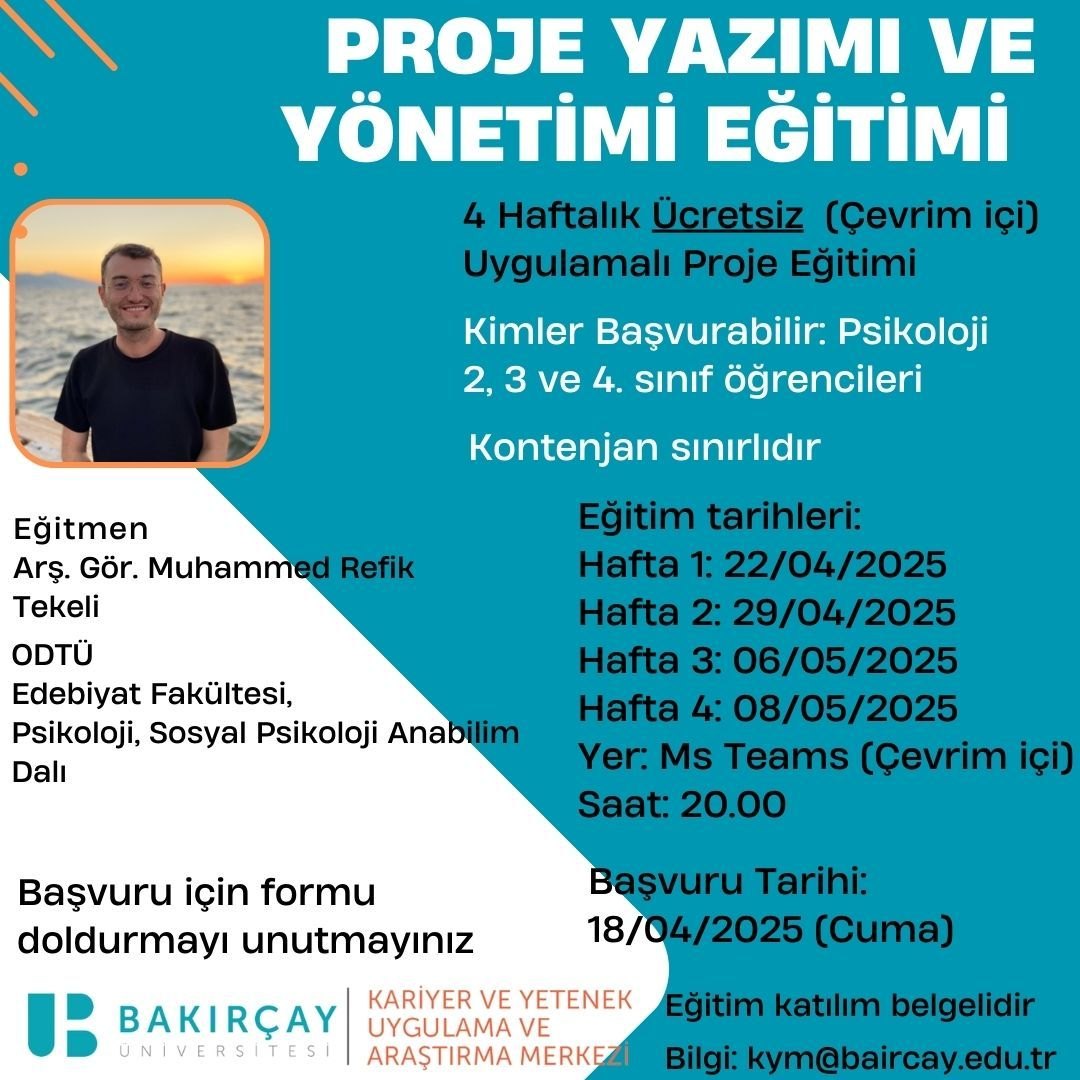 PROJE YAZIMI VE
YÖNETİMİ EĞİTİMİ
4 Haftalık Ücretsiz (Çevrim içi)
Uygulamalı Proje Eğitimi
Kimler Başvurabilir: Psikoloji
2, 3 ve 4. sınıf öğrencileri
Kontenjan sınırlıdır
Eğitmen
Arş. Gör. Muhammed Refik
Tekeli
ODTÜ
Edebiyat Fakültesi,
Psikoloji, Sosyal Psikoloji Anabilim
Dalı
Eğitim tarihleri:
Hafta 1: 22/04/2025
Hafta 2: 29/04/2025
Hafta 3: 06/05/2025
Hafta 4: 08/05/2025
Yer: Ms Teams (Çevrim içi)
Saat: 20.00
Başvuru için formu
doldurmayı unutmayınız
Başvuru Tarihi:
18/04/2025 (Cuma)
BAKIRÇAY
ÜNİVERSİTESİ
KARİYER VE YETENEK
UYGULAMA VE
ARAŞTIRMA MERKEZİ
Eğitim katılım belgelidir
Bilgi: kym@baircay.edu.tr